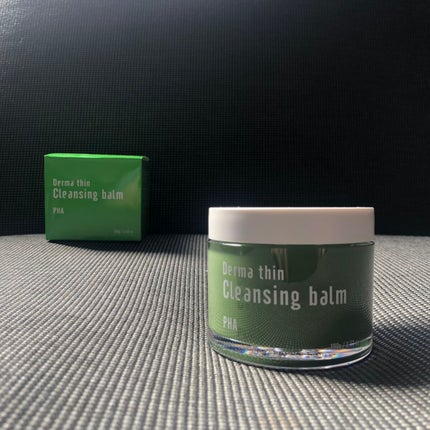 Derma thin
Cleansing balm
PHA
Derma thin
Cleansing balm
PHA